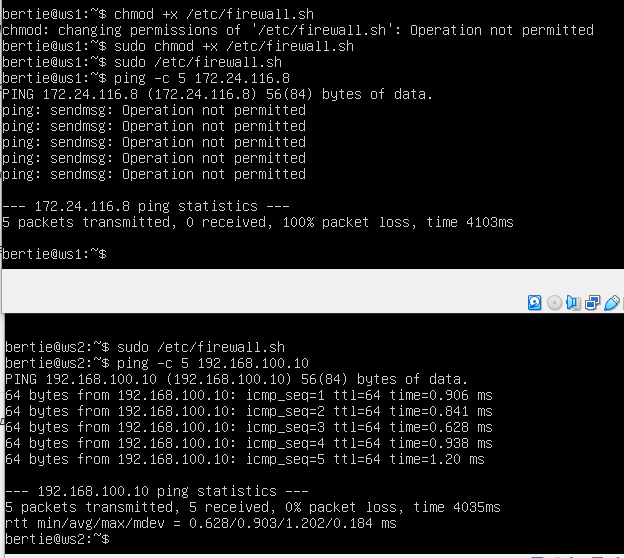 bertie@ws1:~$ chmod +x /etc/firewall.sh
chmod: changing permissions of '/etc/firewall.sh': Operation not permitted
bertie@ws1:~$ sudo chmod +x /etc/firewall.sh
bertie@ws1:~$ sudo /etc/firewall.sh
bertie@ws1:~$ ping -c 5 172.24.116.8
PING 172.24.116.8 (172.24.116.8) 56(84) bytes of data.
ping: sendmsg: Operation not permitted
ping: sendmsg: Operation not permitted
ping: sendmsg: Operation not permitted
ping: sendmsg: Operation not permitted
ping: sendmsg: Operation not permitted
--- 172.24.116.8 ping statistics ---
5 packets transmitted, 0 received, 100% packet loss, time 4103ms
bertie@ws1:~$
bertie@ws2:~$ sudo /etc/firewall.sh
bertie@ws2:~$ ping -c 5 192.168.100.10
PING 192.168.100.10 (192.168.100.10) 56(84) bytes of data.
64 bytes from 192.168.100.10: icmp_seq=1 ttl=64 time=0.906 ms
64 bytes from 192.168.100.10: icmp_seq=2 ttl=64 time=0.841 ms
64 bytes from 192.168.100.10: icmp_seq=3 ttl=64 time=0.628 ms
64 bytes from 192.168.100.10: icmp_seq=4 ttl=64 time=0.938 ms
64 bytes from 192.168.100.10: icmp_seq=5 ttl=64 time=1.20 ms
--- 192.168.100.10 ping statistics ---
5 packets transmitted, 5 received, 0% packet loss, time 4035ms
rtt min/avg/max/mdev = 0.628/0.903/1.202/0.184 ms
bertie@ws2:~$